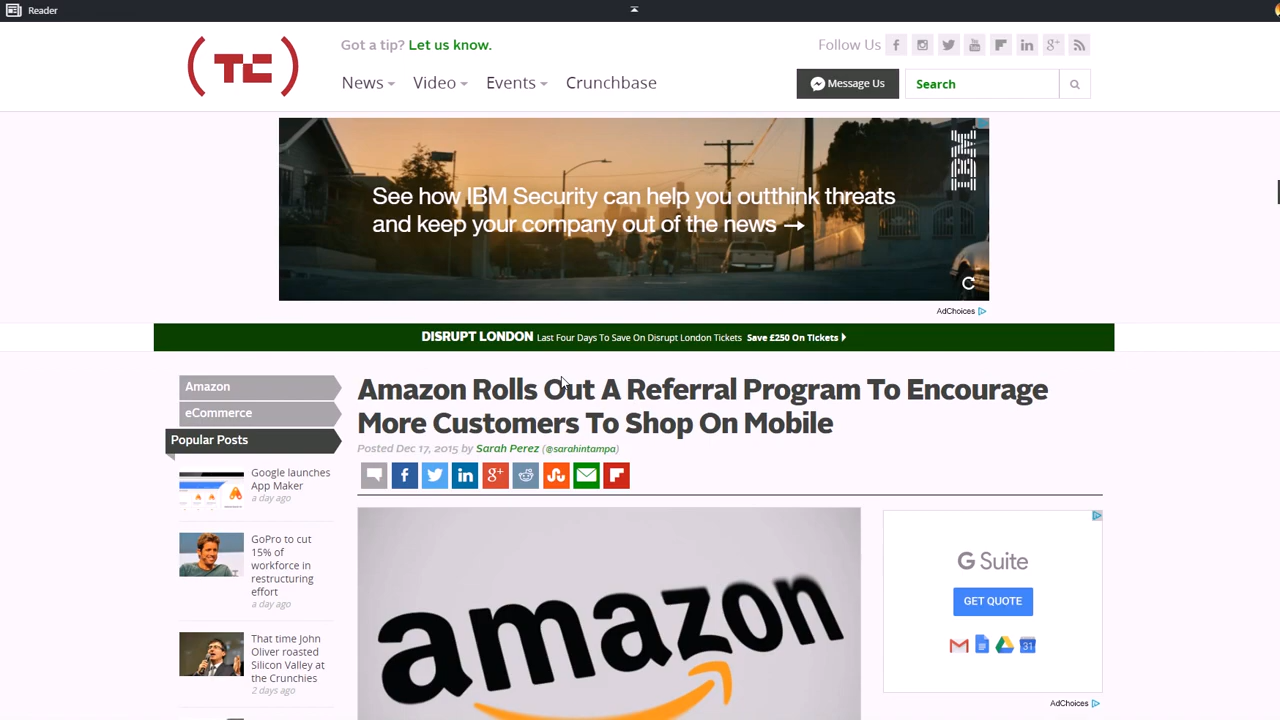 Reader
TC
Got a tip? Let us know.
Follow Us
News
Video
Events
Crunchbase
Message Us
Search
See how IBM Security can help you outthink threats
and keep your company out of the news →
IBM
AdChoices
DISRUPT LONDON Last Four Days To Save On Disrupt London Tickets Save £250 On Tickets
Amazon
eCommerce
Popular Posts
Google launches
App Maker
a day ago
GoPro to cut
15% of
workforce in
restructuring
effort
a day ago
That time John
Oliver roasted
Silicon Valley at
the Crunchies
2 days ago
Amazon Rolls Out A Referral Program To Encourage
More Customers To Shop On Mobile
Posted Dec 17, 2015 by Sarah Perez (@sarahintampa)
amazon
G Suite
GET QUOTE
31
AdChoices